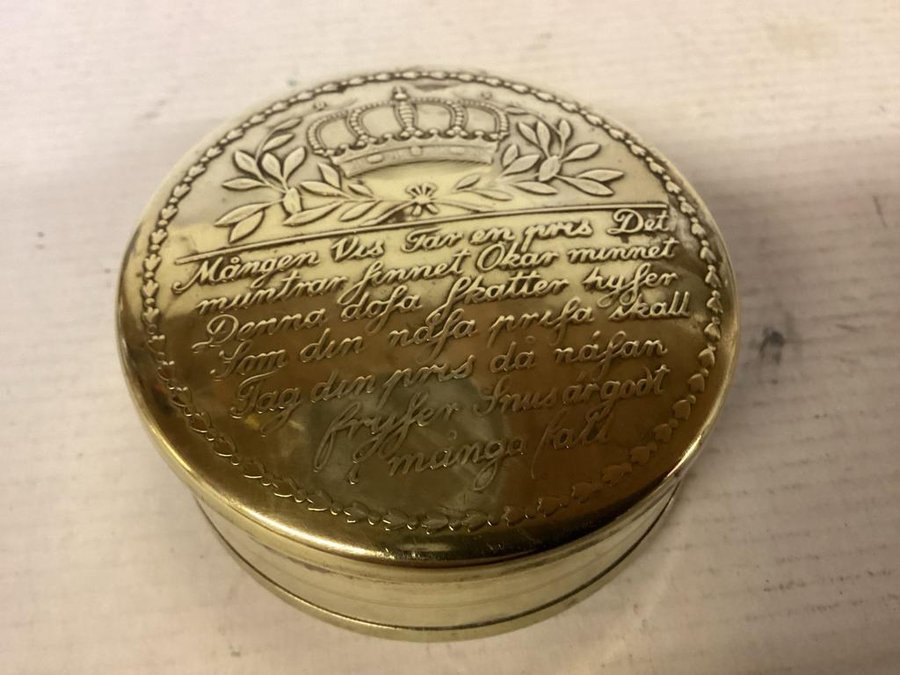 Mången Vis Tar en pris Det
muntrar sinnet Ökar minnet
Denna dosa skatter hyser
Som din näsa prisa skall
Tag din pris då näsan
fryser Snus är godt
i många fall